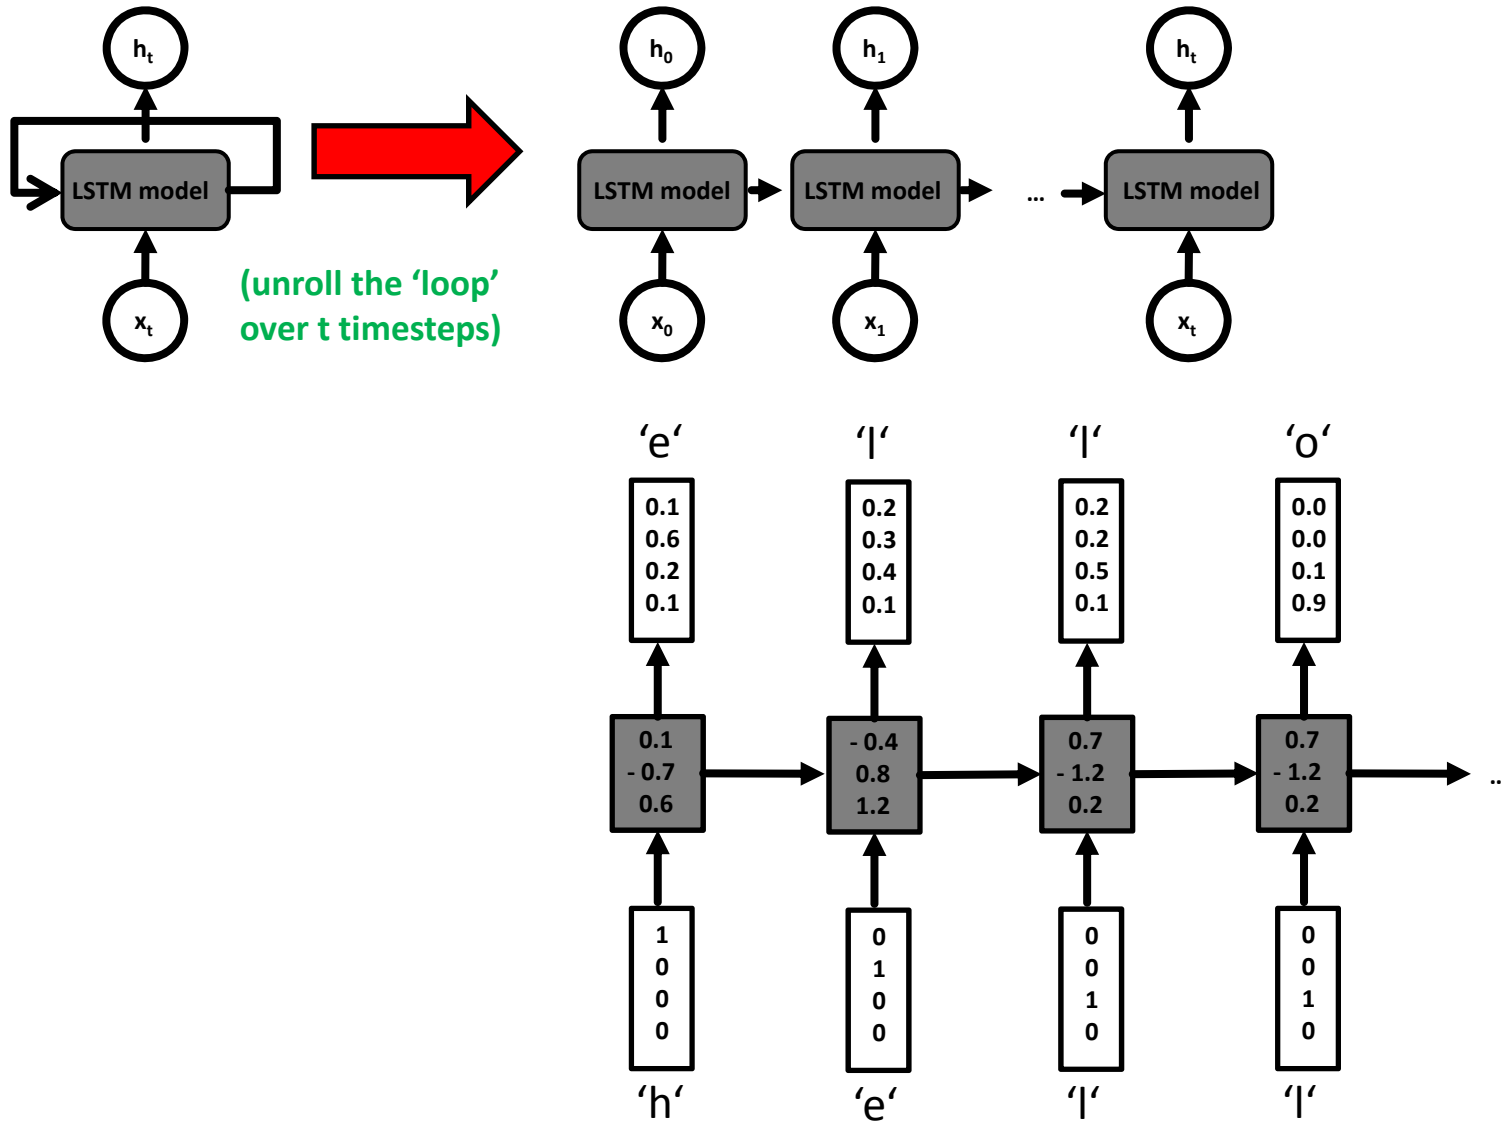 hₜ
h₀
h₁
hₜ
LSTM model
LSTM model
LSTM model
...
LSTM model
(unroll the ‘loop’
over t timesteps)
xₜ
x₀
x₁
xₜ
‘e‘
‘l‘
‘l‘
‘o‘
0.1
0.6
0.2
0.1
0.2
0.3
0.4
0.1
0.2
0.2
0.5
0.1
0.0
0.0
0.1
0.9
0.1
- 0.7
0.6
- 0.4
0.8
1.2
0.7
- 1.2
0.2
0.7
- 1.2
0.2
..
1
0
0
0
0
1
0
0
0
0
1
0
0
0
1
0
‘h‘
‘e‘
‘l‘
‘l‘